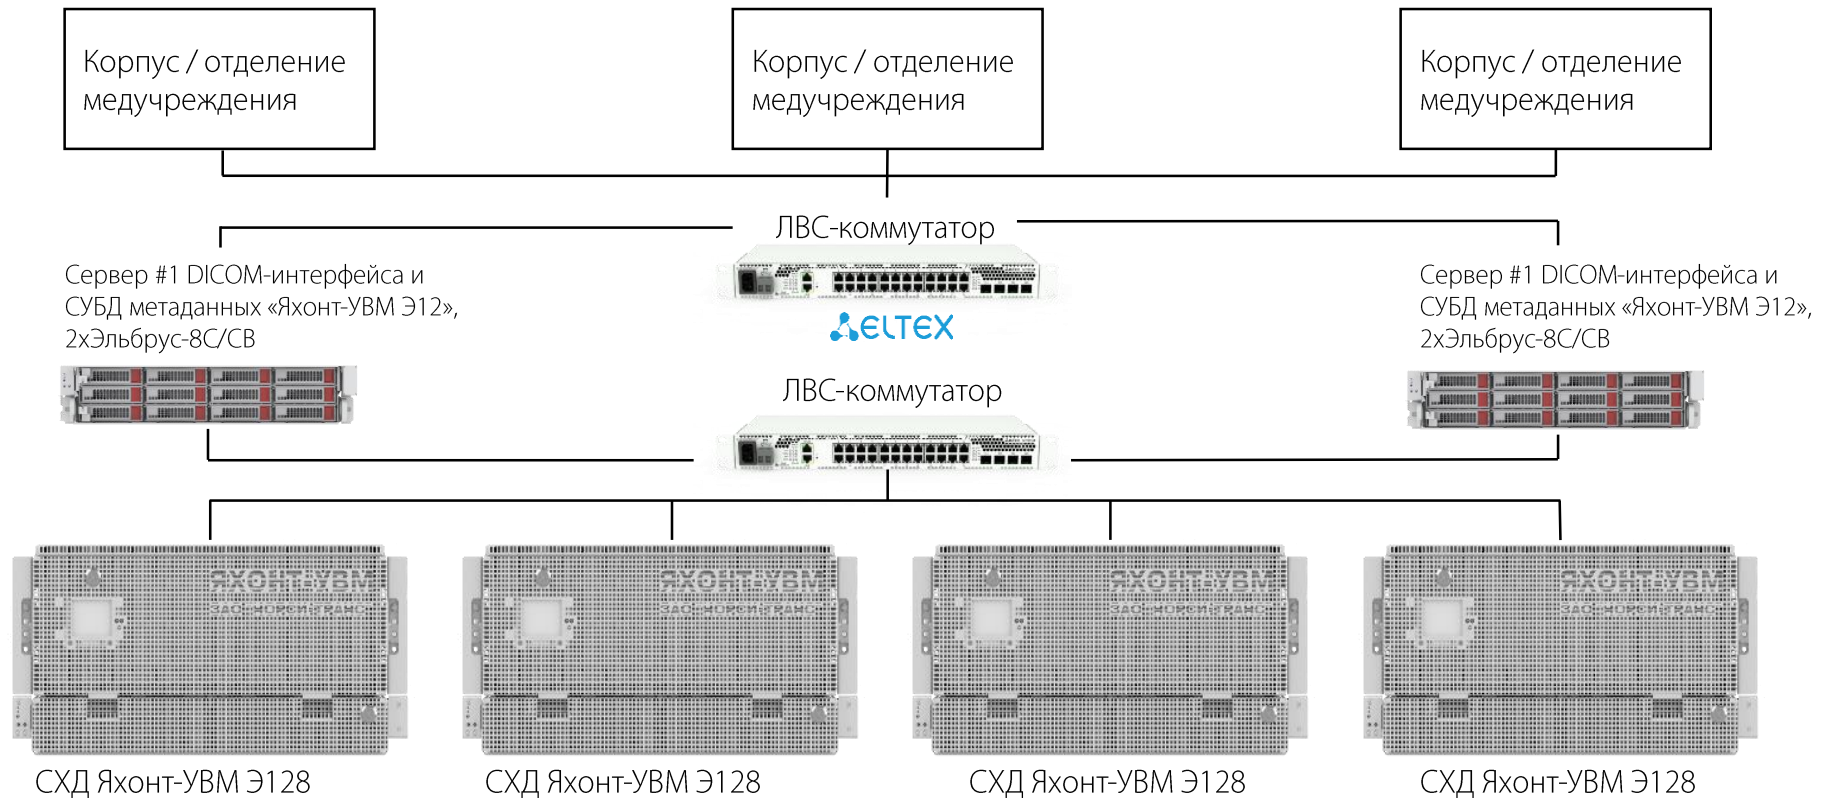 Корпус / отделение
медучреждения
Корпус / отделение
медучреждения
Корпус / отделение
медучреждения
ЛВС-коммутатор
Сервер #1 DICOM-интерфейса и
СУБД метаданных «Яхонт-УВМ Э12»,
2хЭльбрус-8С/СВ
ELTEX
Сервер #1 DICOM-интерфейса и
СУБД метаданных «Яхонт-УВМ Э12»,
2хЭльбрус-8С/СВ
ЛВС-коммутатор
ЯХОНТ-УВМ
ЗАО НОРСИ-ТРАНС
ЯХОНТ-УВМ
ЗАО НОРСИ-ТРАНС
ЯХОНТ-УВМ
ЗАО НОРСИ-ТРАНС
ЯХОНТ-УВМ
ЗАО НОРСИ-ТРАНС
СХД Яхонт-УВМ Э128
СХД Яхонт-УВМ Э128
СХД Яхонт-УВМ Э128
СХД Яхонт-УВМ Э128